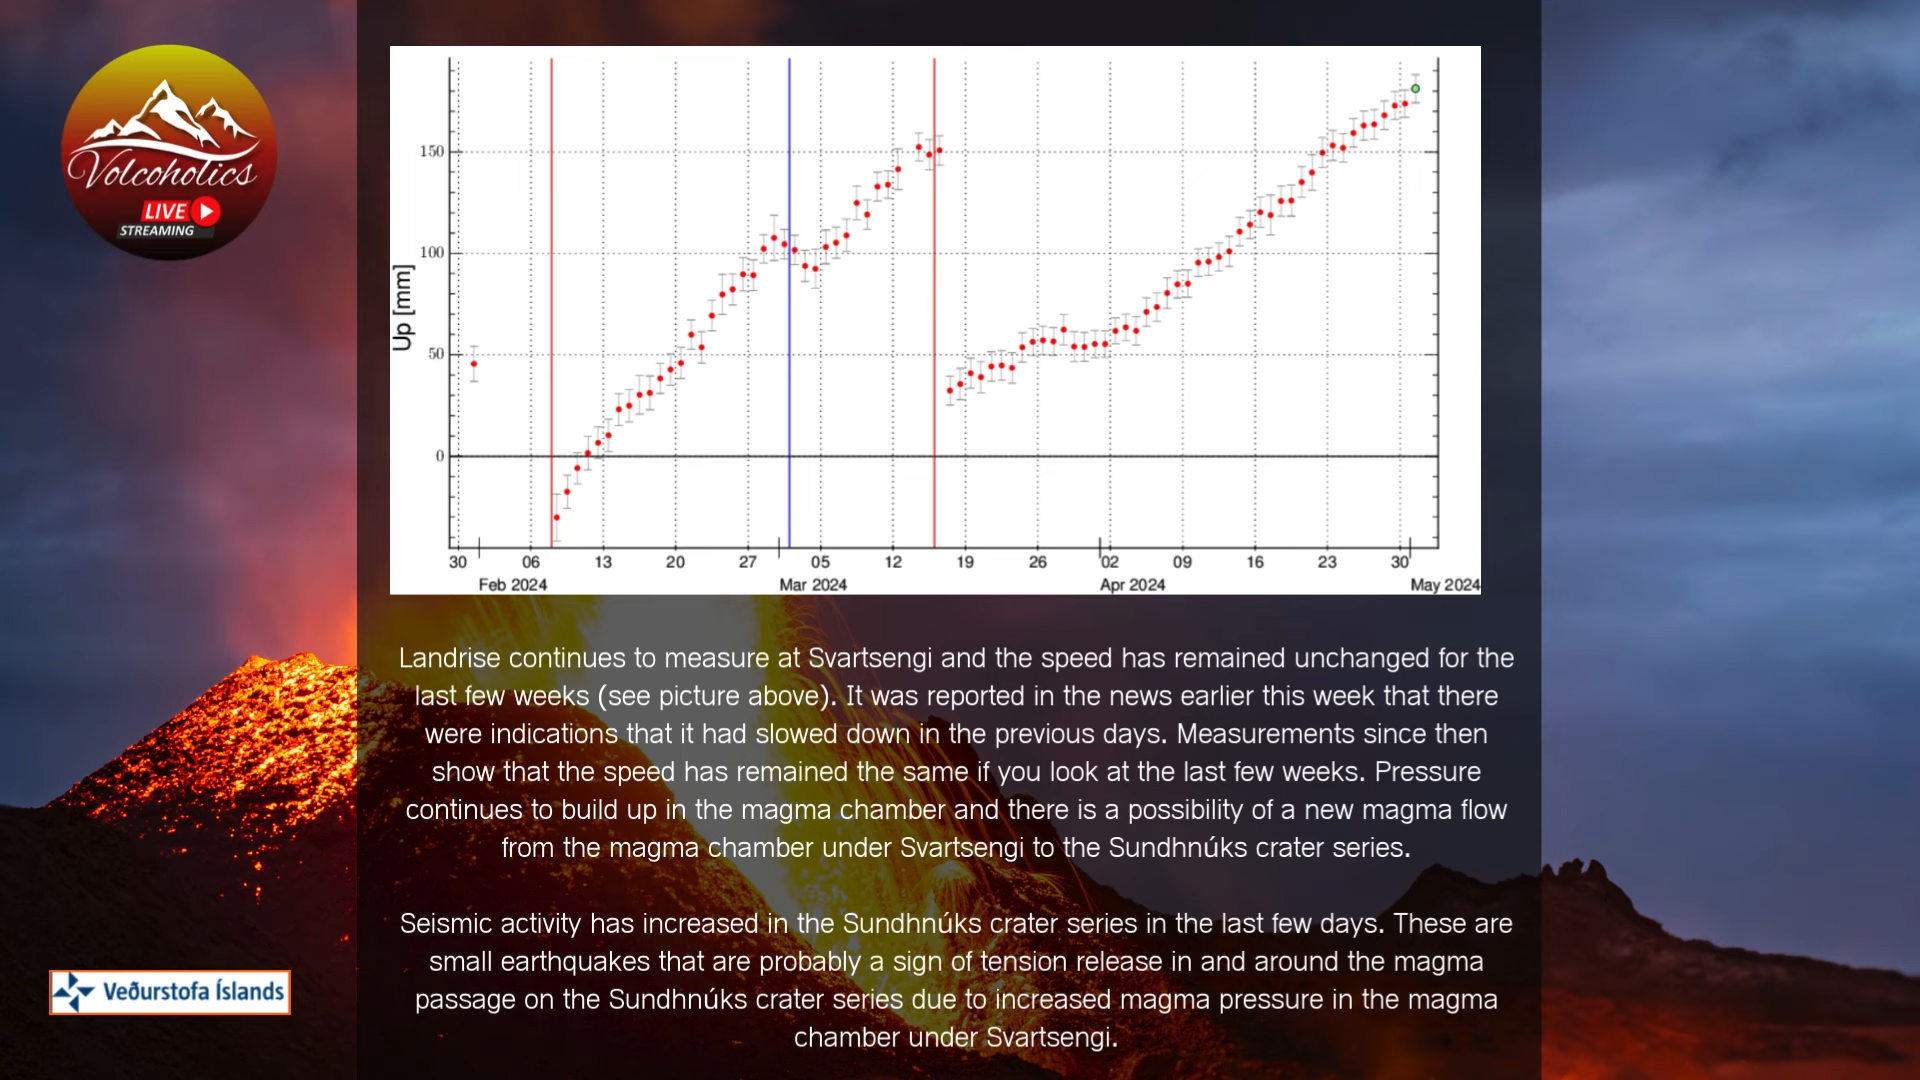 Volcoholics
LIVE
STREAMING
Up [mm]
150
100
50
0
30 06 13 20 27 05 12 19 26 02 09 16 23 30
Feb 2024 Mar 2024 Apr 2024 May 2024
Landrise continues to measure at Svartsengi and the speed has remained unchanged for the
last few weeks (see picture above). It was reported in the news earlier this week that there
were indications that it had slowed down in the previous days. Measurements since then
show that the speed has remained the same if you look at the last few weeks. Pressure
continues to build up in the magma chamber and there is a possibility of a new magma flow
from the magma chamber under Svartsengi to the Sundhnúks crater series.
Seismic activity has increased in the Sundhnúks crater series in the last few days. These are
small earthquakes that are probably a sign of tension release in and around the magma
passage on the Sundhnúks crater series due to increased magma pressure in the magma
chamber under Svartsengi.
Veðurstofa Íslands